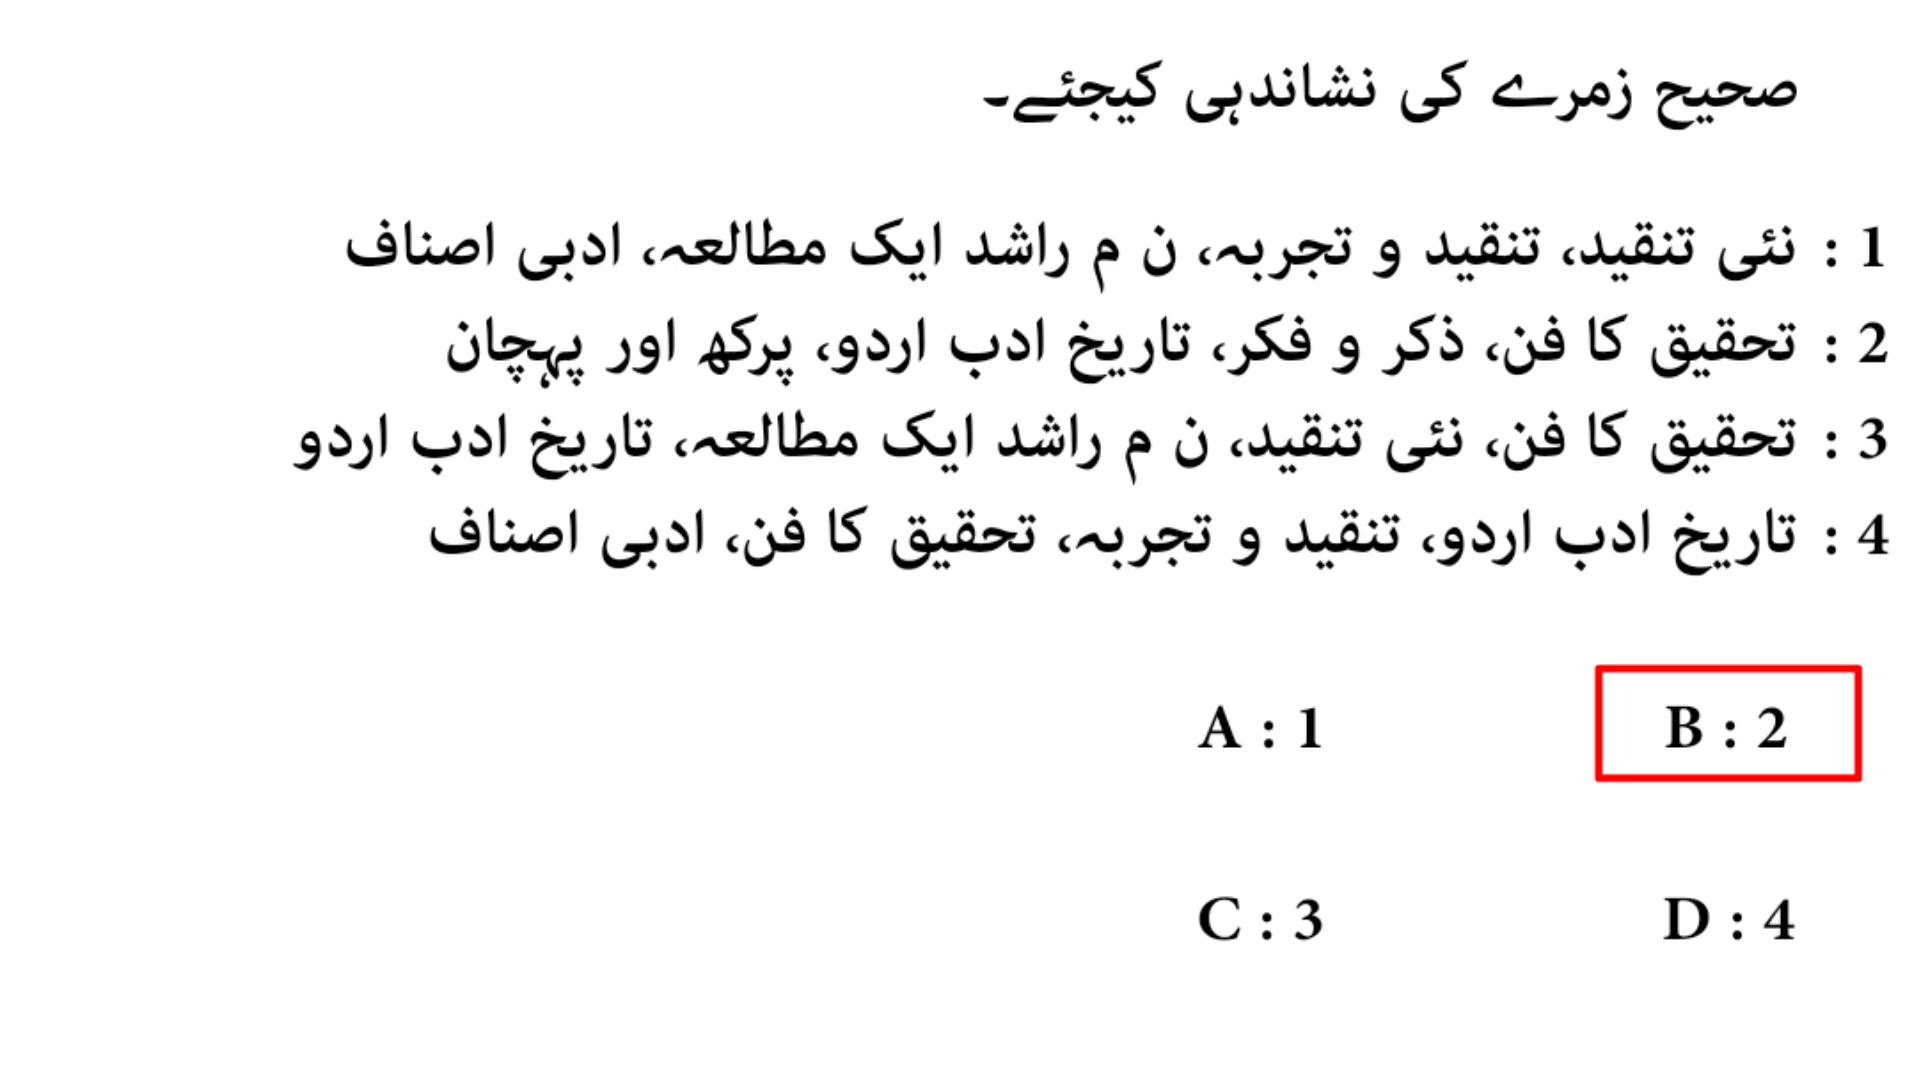 صحیح زمرے کی نشاندہی کیجئے۔
1 : نئی تنقید، تنقید و تجربہ، ن م راشد ایک مطالعہ، ادبی اصناف
2 : تحقیق کا فن، ذکر و فکر، تاریخ ادب اردو، پرکھ اور پہچان
3 : تحقیق کا فن، نئی تنقید، ن م راشد ایک مطالعہ، تاریخ ادب اردو
4 : تاریخ ادب اردو، تنقید و تجربہ، تحقیق کا فن، ادبی اصناف
A : 1 B : 2
C : 3 D : 4